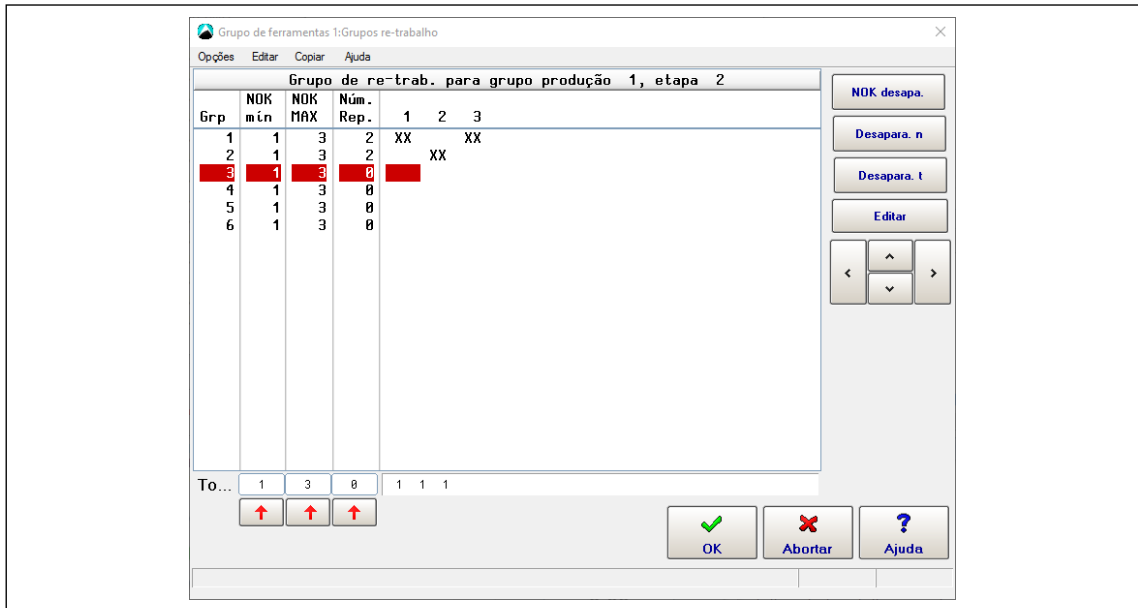 Grupo de ferramentas 1:Grupos re-trabalho
Opções Editar Copiar Ajuda
Grupo de re-trab. para grupo produção 1, etapa 2
NOK NOK Núm.
Grp mín MAX Rep. 1 2 3
1 1 3 2 XX XX
2 1 3 2 XX
3 1 3 0
4 1 3 0
5 1 3 0
6 1 3 0
To... 1 3 0 1 1 1
NOK desapa.
Desapara. n
Desapara. t
Editar
OK Abortar Ajuda